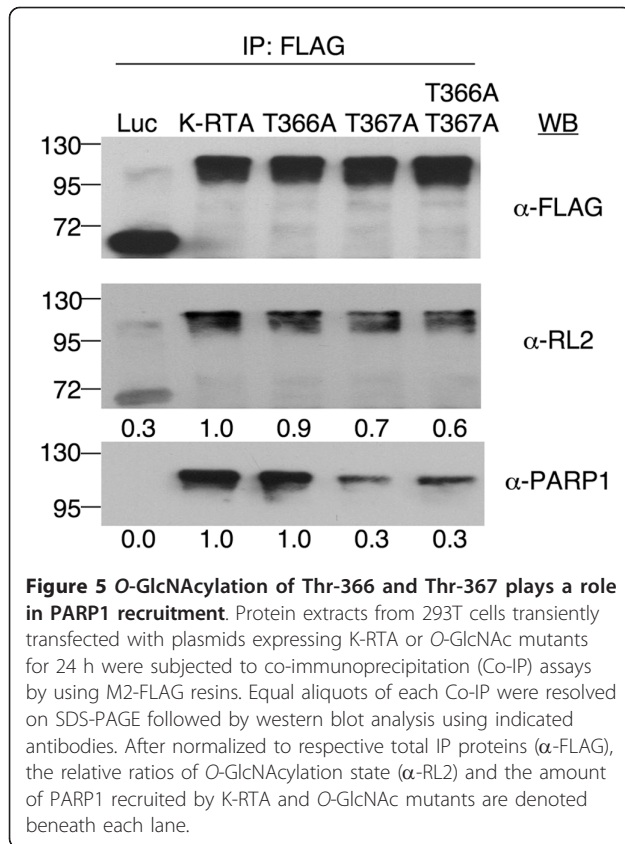 IP: FLAG
T366A
Luc K-RTA T366A T367A T367A WB
130
95
72
α-FLAG
130
95
72
α-RL2
0.3 1.0 0.9 0.7 0.6
130
95
α-PARP1
0.0 1.0 1.0 0.3 0.3
Figure 5 O-GlcNAcylation of Thr-366 and Thr-367 plays a role
in PARP1 recruitment. Protein extracts from 293T cells transiently
transfected with plasmids expressing K-RTA or O-GlcNAc mutants
for 24 h were subjected to co-immunoprecipitation (Co-IP) assays
by using M2-FLAG resins. Equal aliquots of each Co-IP were resolved
on SDS-PAGE followed by western blot analysis using indicated
antibodies. After normalized to respective total IP proteins (α-FLAG),
the relative ratios of O-GlcNAcylation state (α-RL2) and the amount
of PARP1 recruited by K-RTA and O-GlcNAc mutants are denoted
beneath each lane.